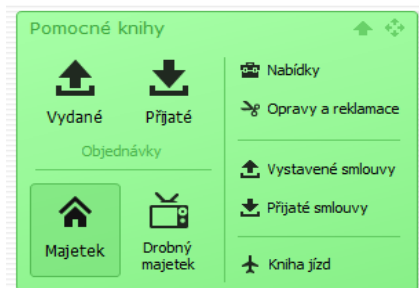 Pomocné knihy
Vydané
Přijaté
Objednávky
Majetek
Drobný
majetek
Nabídky
Opravy a reklamace
Vystavené smlouvy
Přijaté smlouvy
Kniha jízd